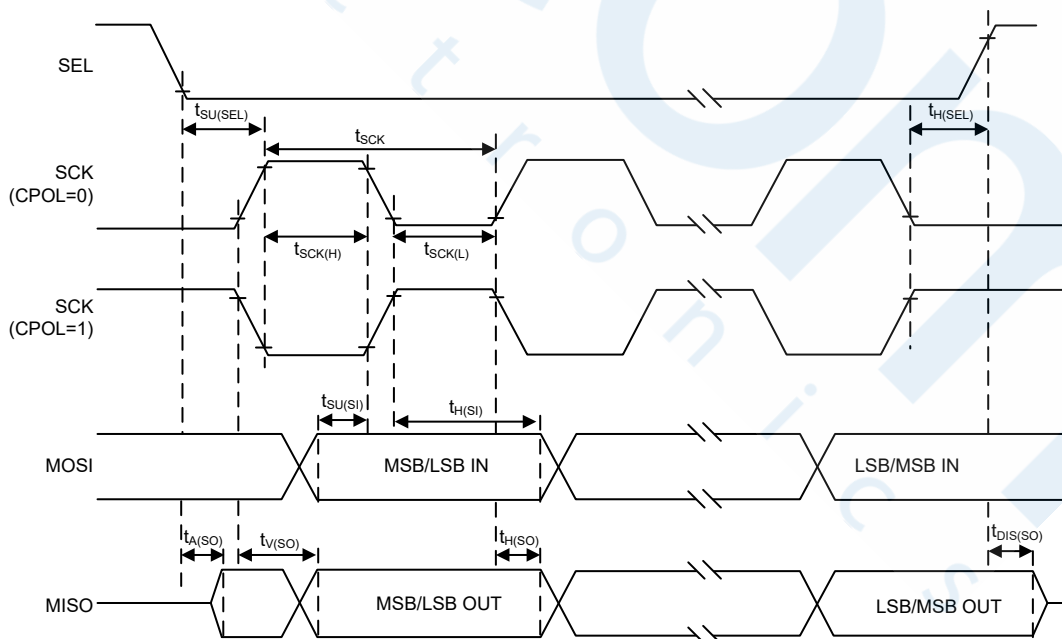 SEL
tSU(SEL)
tH(SEL)
tSCK
SCK
(CPOL=0)
tSCK(H)
tSCK(L)
SCK
(CPOL=1)
tSU(SI)
tH(SI)
MOSI
MSB/LSB IN
LSB/MSB IN
tA(SO)
tV(SO)
tH(SO)
tDIS(SO)
MISO
MSB/LSB OUT
LSB/MSB OUT
on
tronics